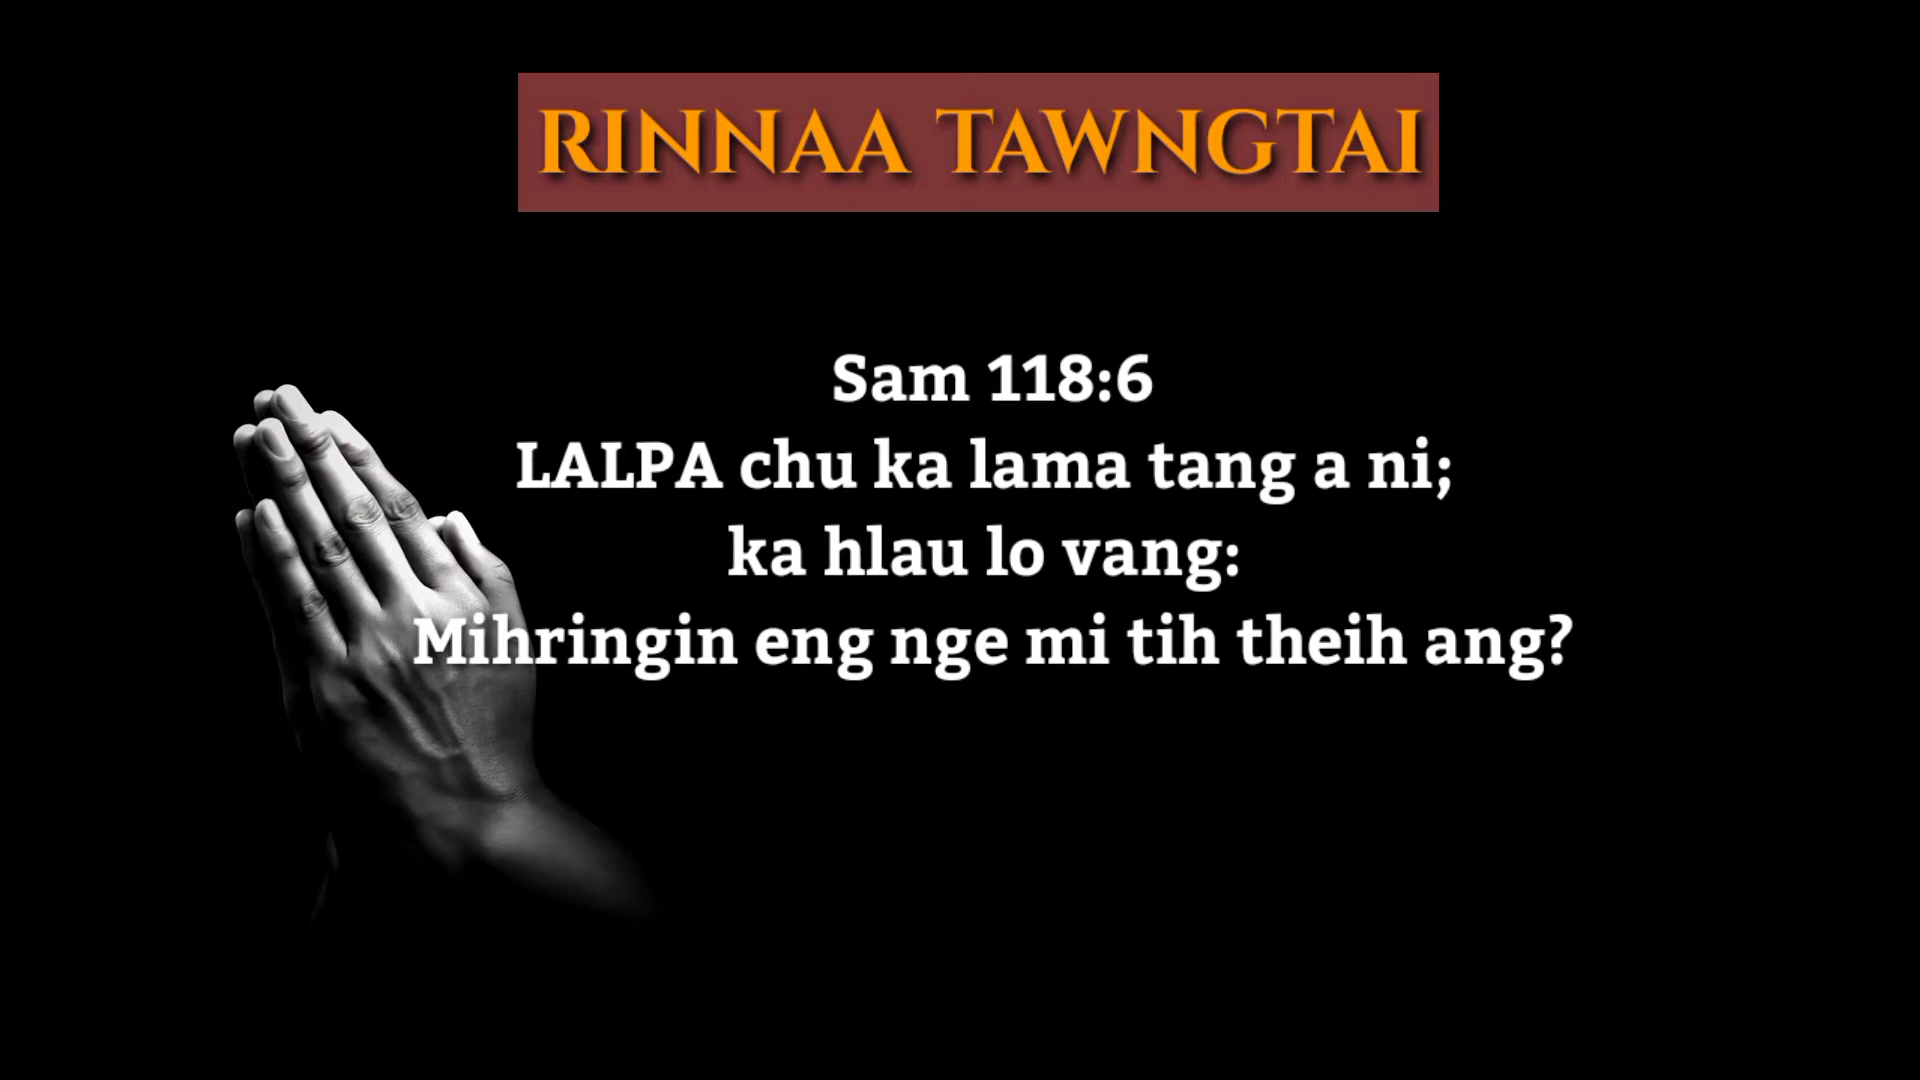 RINNAA TAWNGTAI
Sam 118:6
LALPA chu ka lama tang a ni;
ka hlau lo vang:
Mihringin eng nge mi tih theih ang?